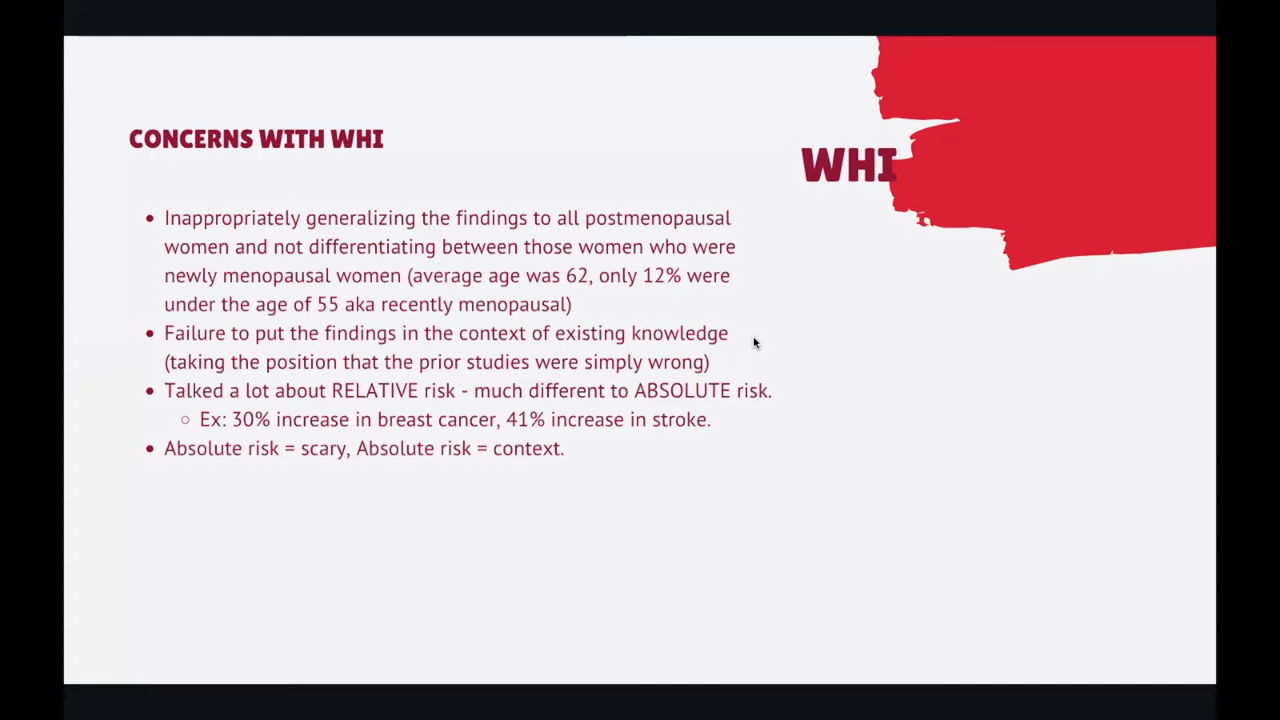 CONCERNS WITH WHI
WHI
• Inappropriately generalizing the findings to all postmenopausal
women and not differentiating between those women who were
newly menopausal women (average age was 62, only 12% were
under the age of 55 aka recently menopausal)
• Failure to put the findings in the context of existing knowledge
(taking the position that the prior studies were simply wrong)
• Talked a lot about RELATIVE risk - much different to ABSOLUTE risk.
○ Ex: 30% increase in breast cancer, 41% increase in stroke.
• Absolute risk = scary, Absolute risk = context.